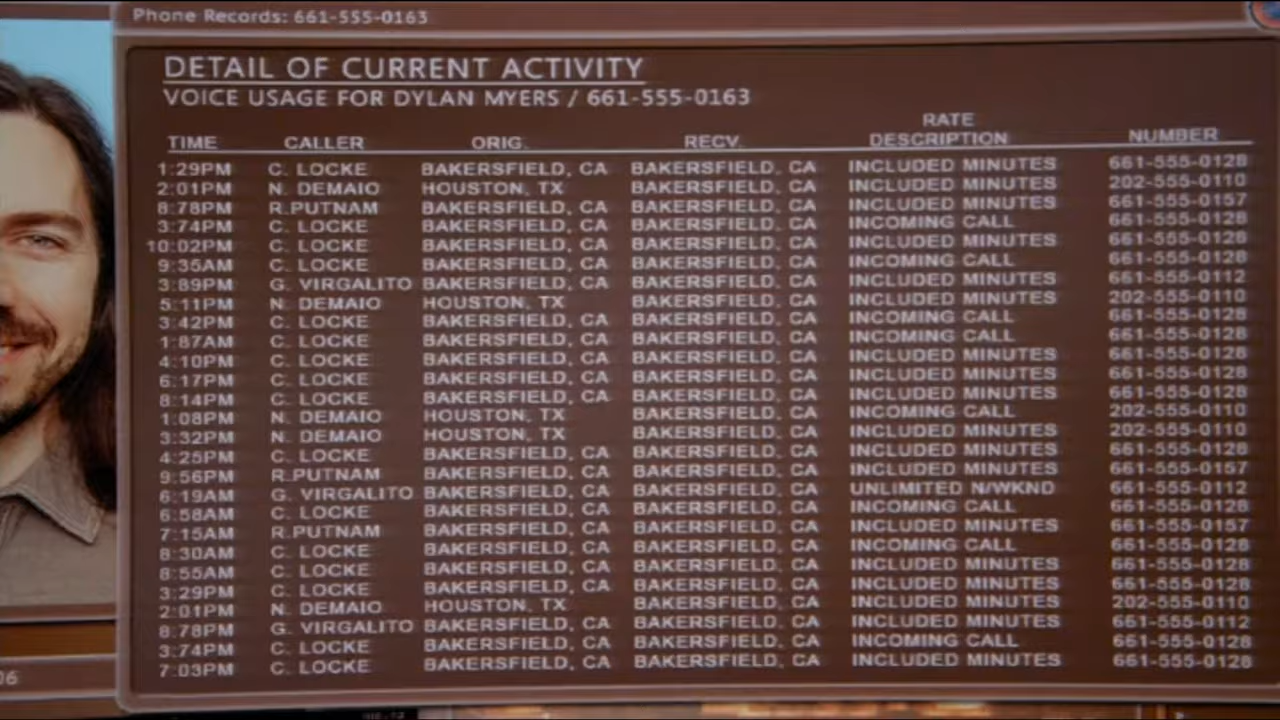 Phone Records: 661-555-0163
DETAIL OF CURRENT ACTIVITY
VOICE USAGE FOR DYLAN MYERS / 661-555-0163
TIME CALLER ORIG. RECV. RATE DESCRIPTION NUMBER
1:29PM C. LOCKE BAKERSFIELD, CA BAKERSFIELD, CA INCLUDED MINUTES 661-555-0128
2:01PM N. DEMAIO HOUSTON, TX BAKERSFIELD, CA INCLUDED MINUTES 202-555-0110
8:78PM R.PUTNAM BAKERSFIELD, CA BAKERSFIELD, CA INCLUDED MINUTES 661-555-0157
3:74PM C. LOCKE BAKERSFIELD, CA BAKERSFIELD, CA INCOMING CALL 661-555-0128
10:02PM C. LOCKE BAKERSFIELD, CA BAKERSFIELD, CA INCLUDED MINUTES 661-555-0128
9:35AM C. LOCKE BAKERSFIELD, CA BAKERSFIELD, CA INCOMING CALL 661-555-0128
3:89PM G. VIRGALITO BAKERSFIELD, CA BAKERSFIELD, CA INCLUDED MINUTES 661-555-0112
5:11PM N. DEMAIO HOUSTON, TX BAKERSFIELD, CA INCLUDED MINUTES 202-555-0110
3:42PM C. LOCKE BAKERSFIELD, CA BAKERSFIELD, CA INCOMING CALL 661-555-0128
1:87AM C. LOCKE BAKERSFIELD, CA BAKERSFIELD, CA INCOMING CALL 661-555-0128
4:10PM C. LOCKE BAKERSFIELD, CA BAKERSFIELD, CA INCLUDED MINUTES 661-555-0128
6:17PM C. LOCKE BAKERSFIELD, CA BAKERSFIELD, CA INCLUDED MINUTES 661-555-0128
8:14PM C. LOCKE BAKERSFIELD, CA BAKERSFIELD, CA INCLUDED MINUTES 661-555-0128
1:08PM N. DEMAIO HOUSTON, TX BAKERSFIELD, CA INCOMING CALL 202-555-0110
3:32PM N. DEMAIO HOUSTON, TX BAKERSFIELD, CA INCLUDED MINUTES 202-555-0110
4:25PM C. LOCKE BAKERSFIELD, CA BAKERSFIELD, CA INCLUDED MINUTES 661-555-0128
9:56PM R.PUTNAM BAKERSFIELD, CA BAKERSFIELD, CA INCLUDED MINUTES 661-555-0157
6:19AM G. VIRGALITO BAKERSFIELD, CA BAKERSFIELD, CA UNLIMITED N/WKND 661-555-0112
6:58AM C. LOCKE BAKERSFIELD, CA BAKERSFIELD, CA INCOMING CALL 661-555-0128
7:15AM R.PUTNAM BAKERSFIELD, CA BAKERSFIELD, CA INCLUDED MINUTES 661-555-0157
8:30AM C. LOCKE BAKERSFIELD, CA BAKERSFIELD, CA INCOMING CALL 661-555-0128
8:55AM C. LOCKE BAKERSFIELD, CA BAKERSFIELD, CA INCLUDED MINUTES 661-555-0128
3:29PM C. LOCKE BAKERSFIELD, CA BAKERSFIELD, CA INCLUDED MINUTES 661-555-0128
2:01PM N. DEMAIO HOUSTON, TX BAKERSFIELD, CA INCLUDED MINUTES 202-555-0110
8:78PM G. VIRGALITO BAKERSFIELD, CA BAKERSFIELD, CA INCLUDED MINUTES 661-555-0112
3:74PM C. LOCKE BAKERSFIELD, CA BAKERSFIELD, CA INCOMING CALL 661-555-0128
7:03PM C. LOCKE BAKERSFIELD, CA BAKERSFIELD, CA INCLUDED MINUTES 661-555-0128